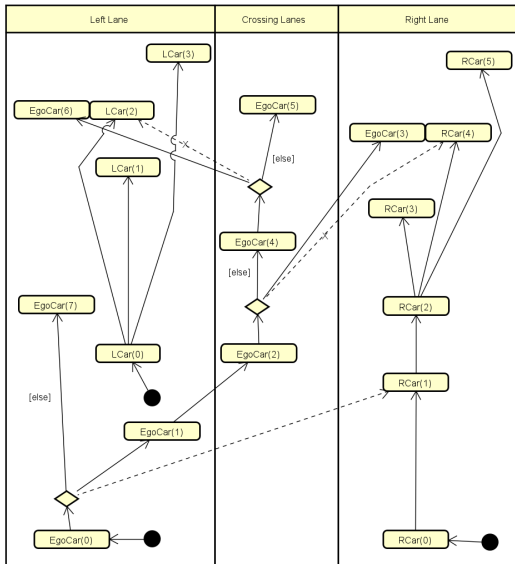 Left Lane
Crossing Lanes
Right Lane
LCar(3)
RCar(5)
EgoCar(6)
LCar(2)
EgoCar(5)
EgoCar(3)
RCar(4)
[else]
LCar(1)
RCar(3)
EgoCar(4)
[else]
EgoCar(7)
RCar(2)
LCar(0)
EgoCar(2)
RCar(1)
[else]
EgoCar(1)
EgoCar(0)
RCar(0)